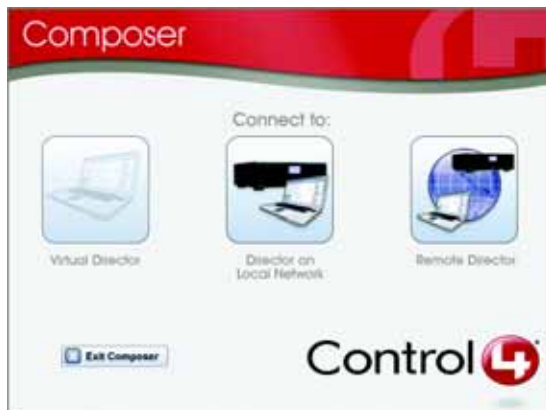 Composer
Connect to:
Virtual Director
Director on
Local Network
Remote Director
Exit Composer
Control4